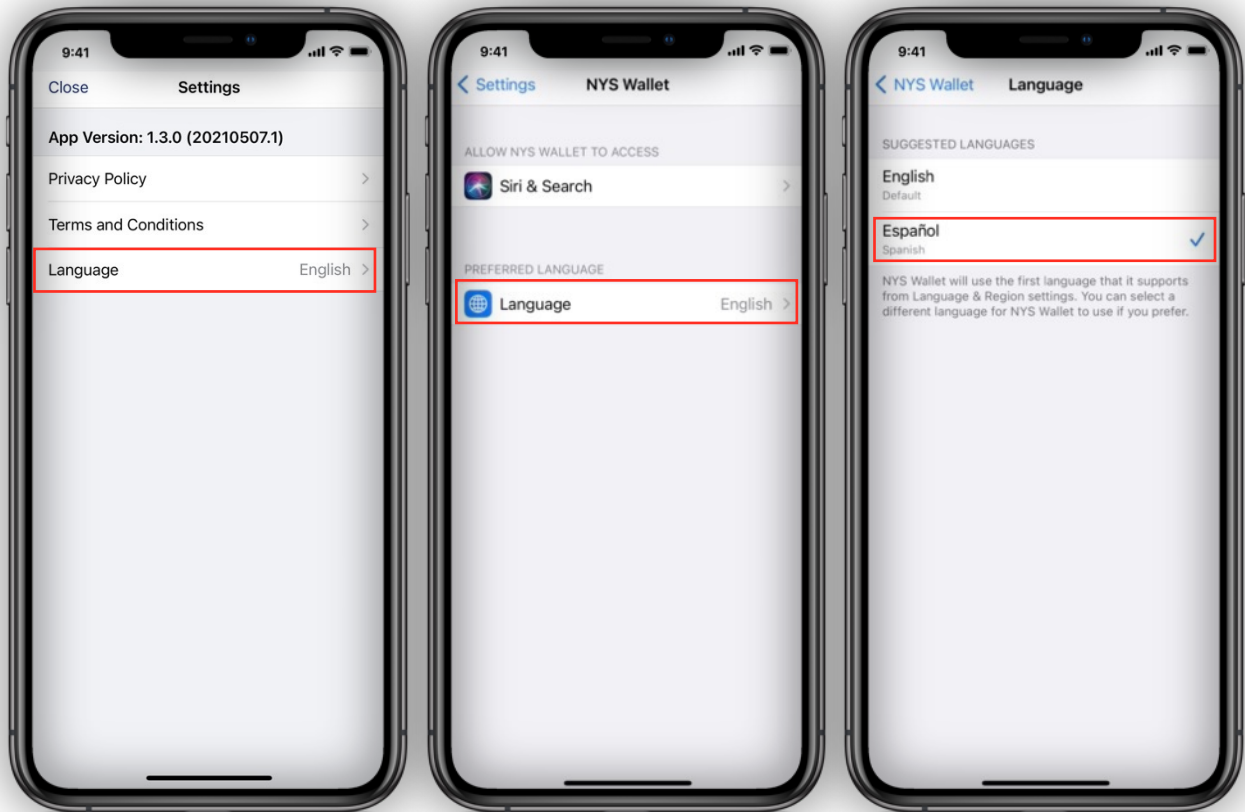 9:41
Close
Settings
App Version: 1.3.0 (20210507.1)
Privacy Policy
Terms and Conditions
Language English
9:41
Settings
NYS Wallet
ALLOW NYS WALLET TO ACCESS
Siri & Search
PREFERRED LANGUAGE
Language English
9:41
NYS Wallet
Language
SUGGESTED LANGUAGES
English
Default
Español
Spanish
NYS Wallet will use the first language that it supports
from Language & Region settings. You can select a
different language for NYS Wallet to use if you prefer.